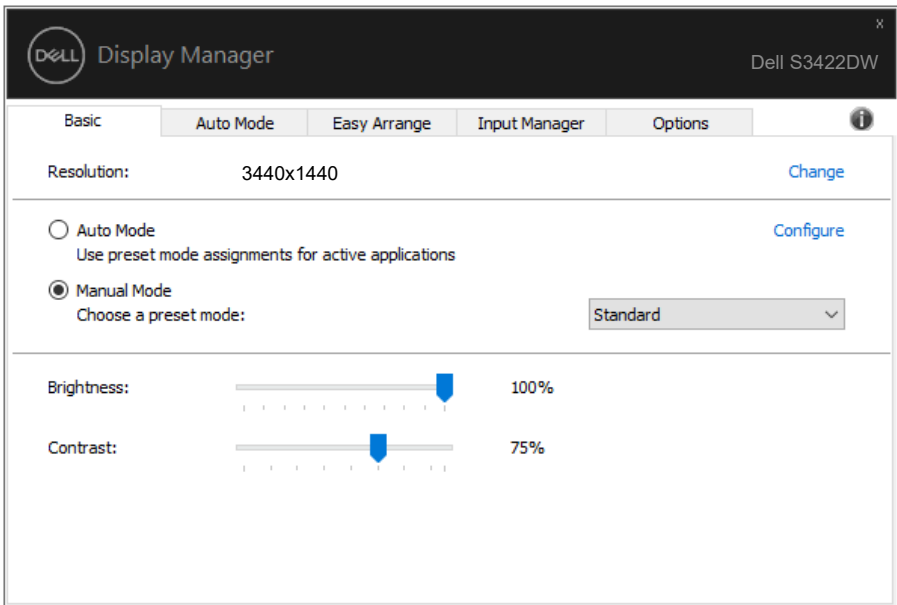 x
DELL Display Manager
Dell S3422DW
Basic Auto Mode Easy Arrange Input Manager Options i
Resolution: 3440x1440 Change
Auto Mode Configure
Use preset mode assignments for active applications
Manual Mode
Choose a preset mode: Standard
Brightness: 100%
Contrast: 75%